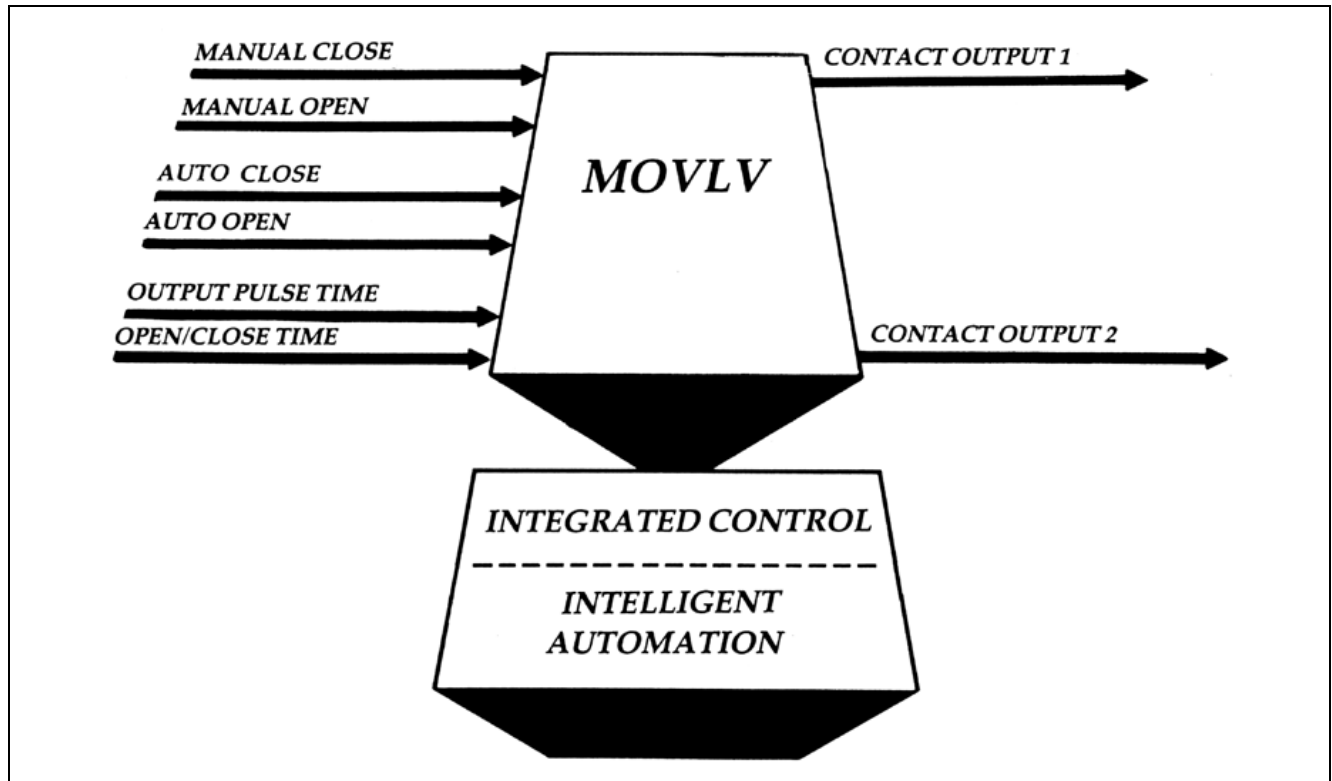 MANUAL CLOSE
MANUAL OPEN
AUTO CLOSE
AUTO OPEN
OUTPUT PULSE TIME
OPEN/CLOSE TIME
MOVLV
CONTACT OUTPUT 1
CONTACT OUTPUT 2
INTEGRATED CONTROL
INTELLIGENT
AUTOMATION